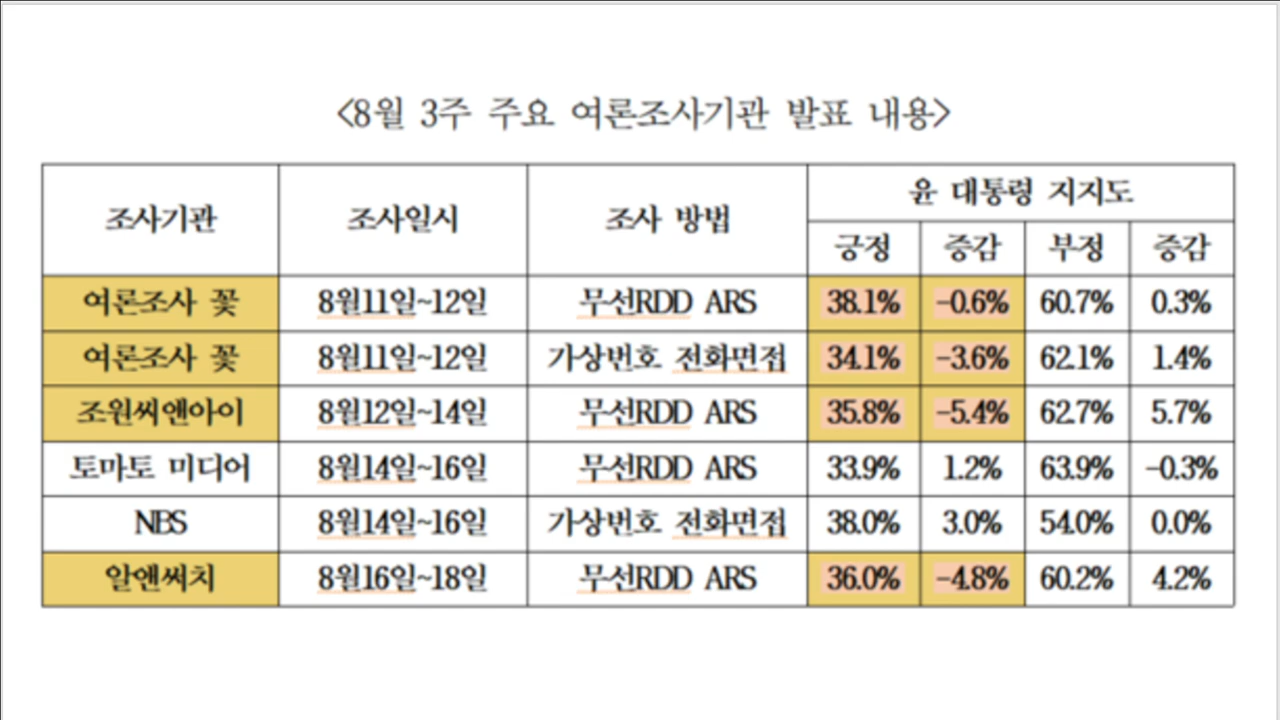 <8월 3주 주요 여론조사기관 발표 내용>
조사기관 조사일시 조사 방법 윤 대통령 지지도
긍정 증감 부정 증감
여론조사 꽃 8월11일~12일 무선RDD ARS 38.1% -0.6% 60.7% 0.3%
여론조사 꽃 8월11일~12일 가상번호 전화면접 34.1% -3.6% 62.1% 1.4%
조원씨앤아이 8월12일~14일 무선RDD ARS 35.8% -5.4% 62.7% 5.7%
토마토 미디어 8월14일~16일 무선RDD ARS 33.9% 1.2% 63.9% -0.3%
NBS 8월14일~16일 가상번호 전화면접 38.0% 3.0% 54.0% 0.0%
알앤써치 8월16일~18일 무선RDD ARS 36.0% -4.8% 60.2% 4.2%